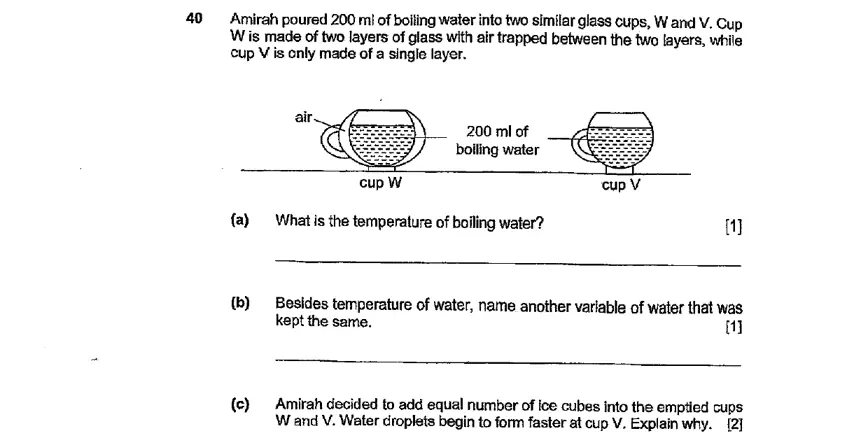 40 Amirah poured 200 ml of boiling water into two similar glass cups, W and V. Cup
W is made of two layers of glass with air trapped between the two layers, while
cup V is only made of a single layer.
air
200 ml of
boiling water
cup W
cup V
(a) What is the temperature of boiling water? [1]
(b) Besides temperature of water, name another variable of water that was
kept the same. [1]
(c) Amirah decided to add equal number of ice cubes into the emptied cups
W and V. Water droplets begin to form faster at cup V. Explain why. [2]